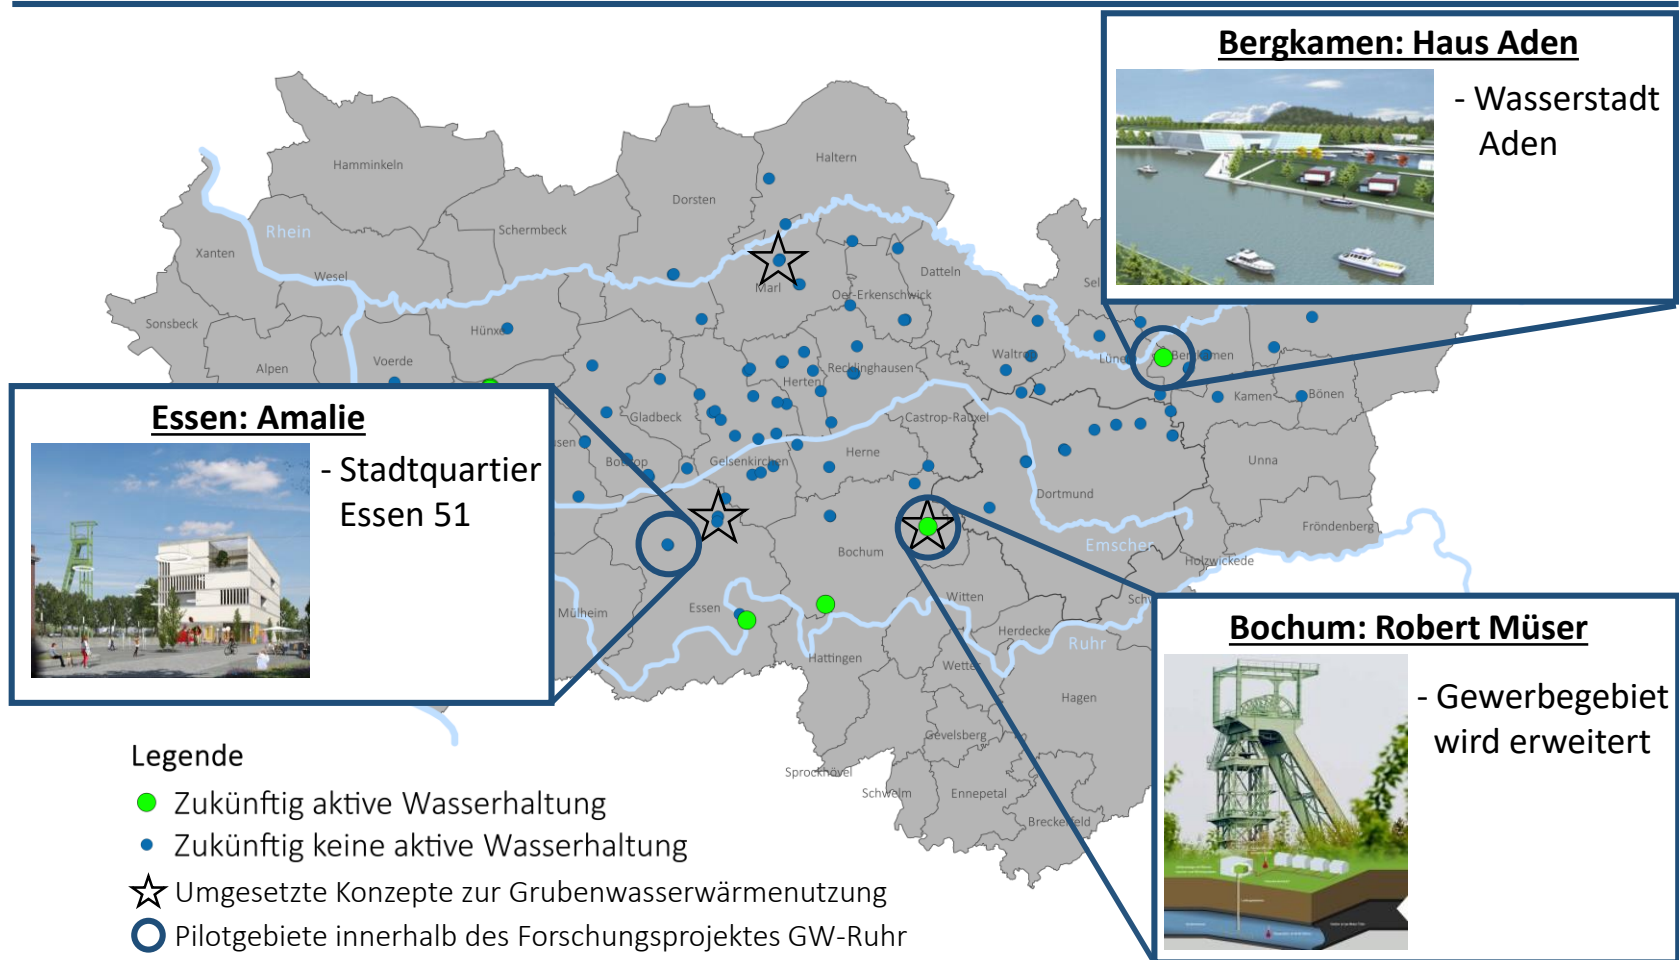 Bergkamen: Haus Aden
- Wasserstadt
Aden
Haltern
Hamminkeln
Dorsten
Schermbeck
Rhein
Xanten
Wesel
Datteln
Marl
Oer-Erkenschwick
Sel
Sonsbeck
Hünxe
Voerde
Alpen
Waltrop
Lünen
Bergkamen
Recklinghausen
Herten
Kamen
Bönen
Gladbeck
Castrop-Rauxel
Essen: Amalie
- Stadtquartier
Essen 51
usen
Bottrop
Gelsenkirchen
Herne
Unna
Dortmund
Fröndenberg
Emscher
Bochum
Holzwickede
Mülheim
Essen
Witten
Sch
Herdecke
Ruhr
Hattingen
Wetter
Hagen
Gevelsberg
Sprockhövel
Schwelm
Ennepetal
Breckerfeld
Bochum: Robert Müser
- Gewerbegebiet
wird erweitert
Legende
Zukünftig aktive Wasserhaltung
Zukünftig keine aktive Wasserhaltung
Umgesetzte Konzepte zur Grubenwasserwärmenutzung
Pilotgebiete innerhalb des Forschungsprojektes GW-Ruhr